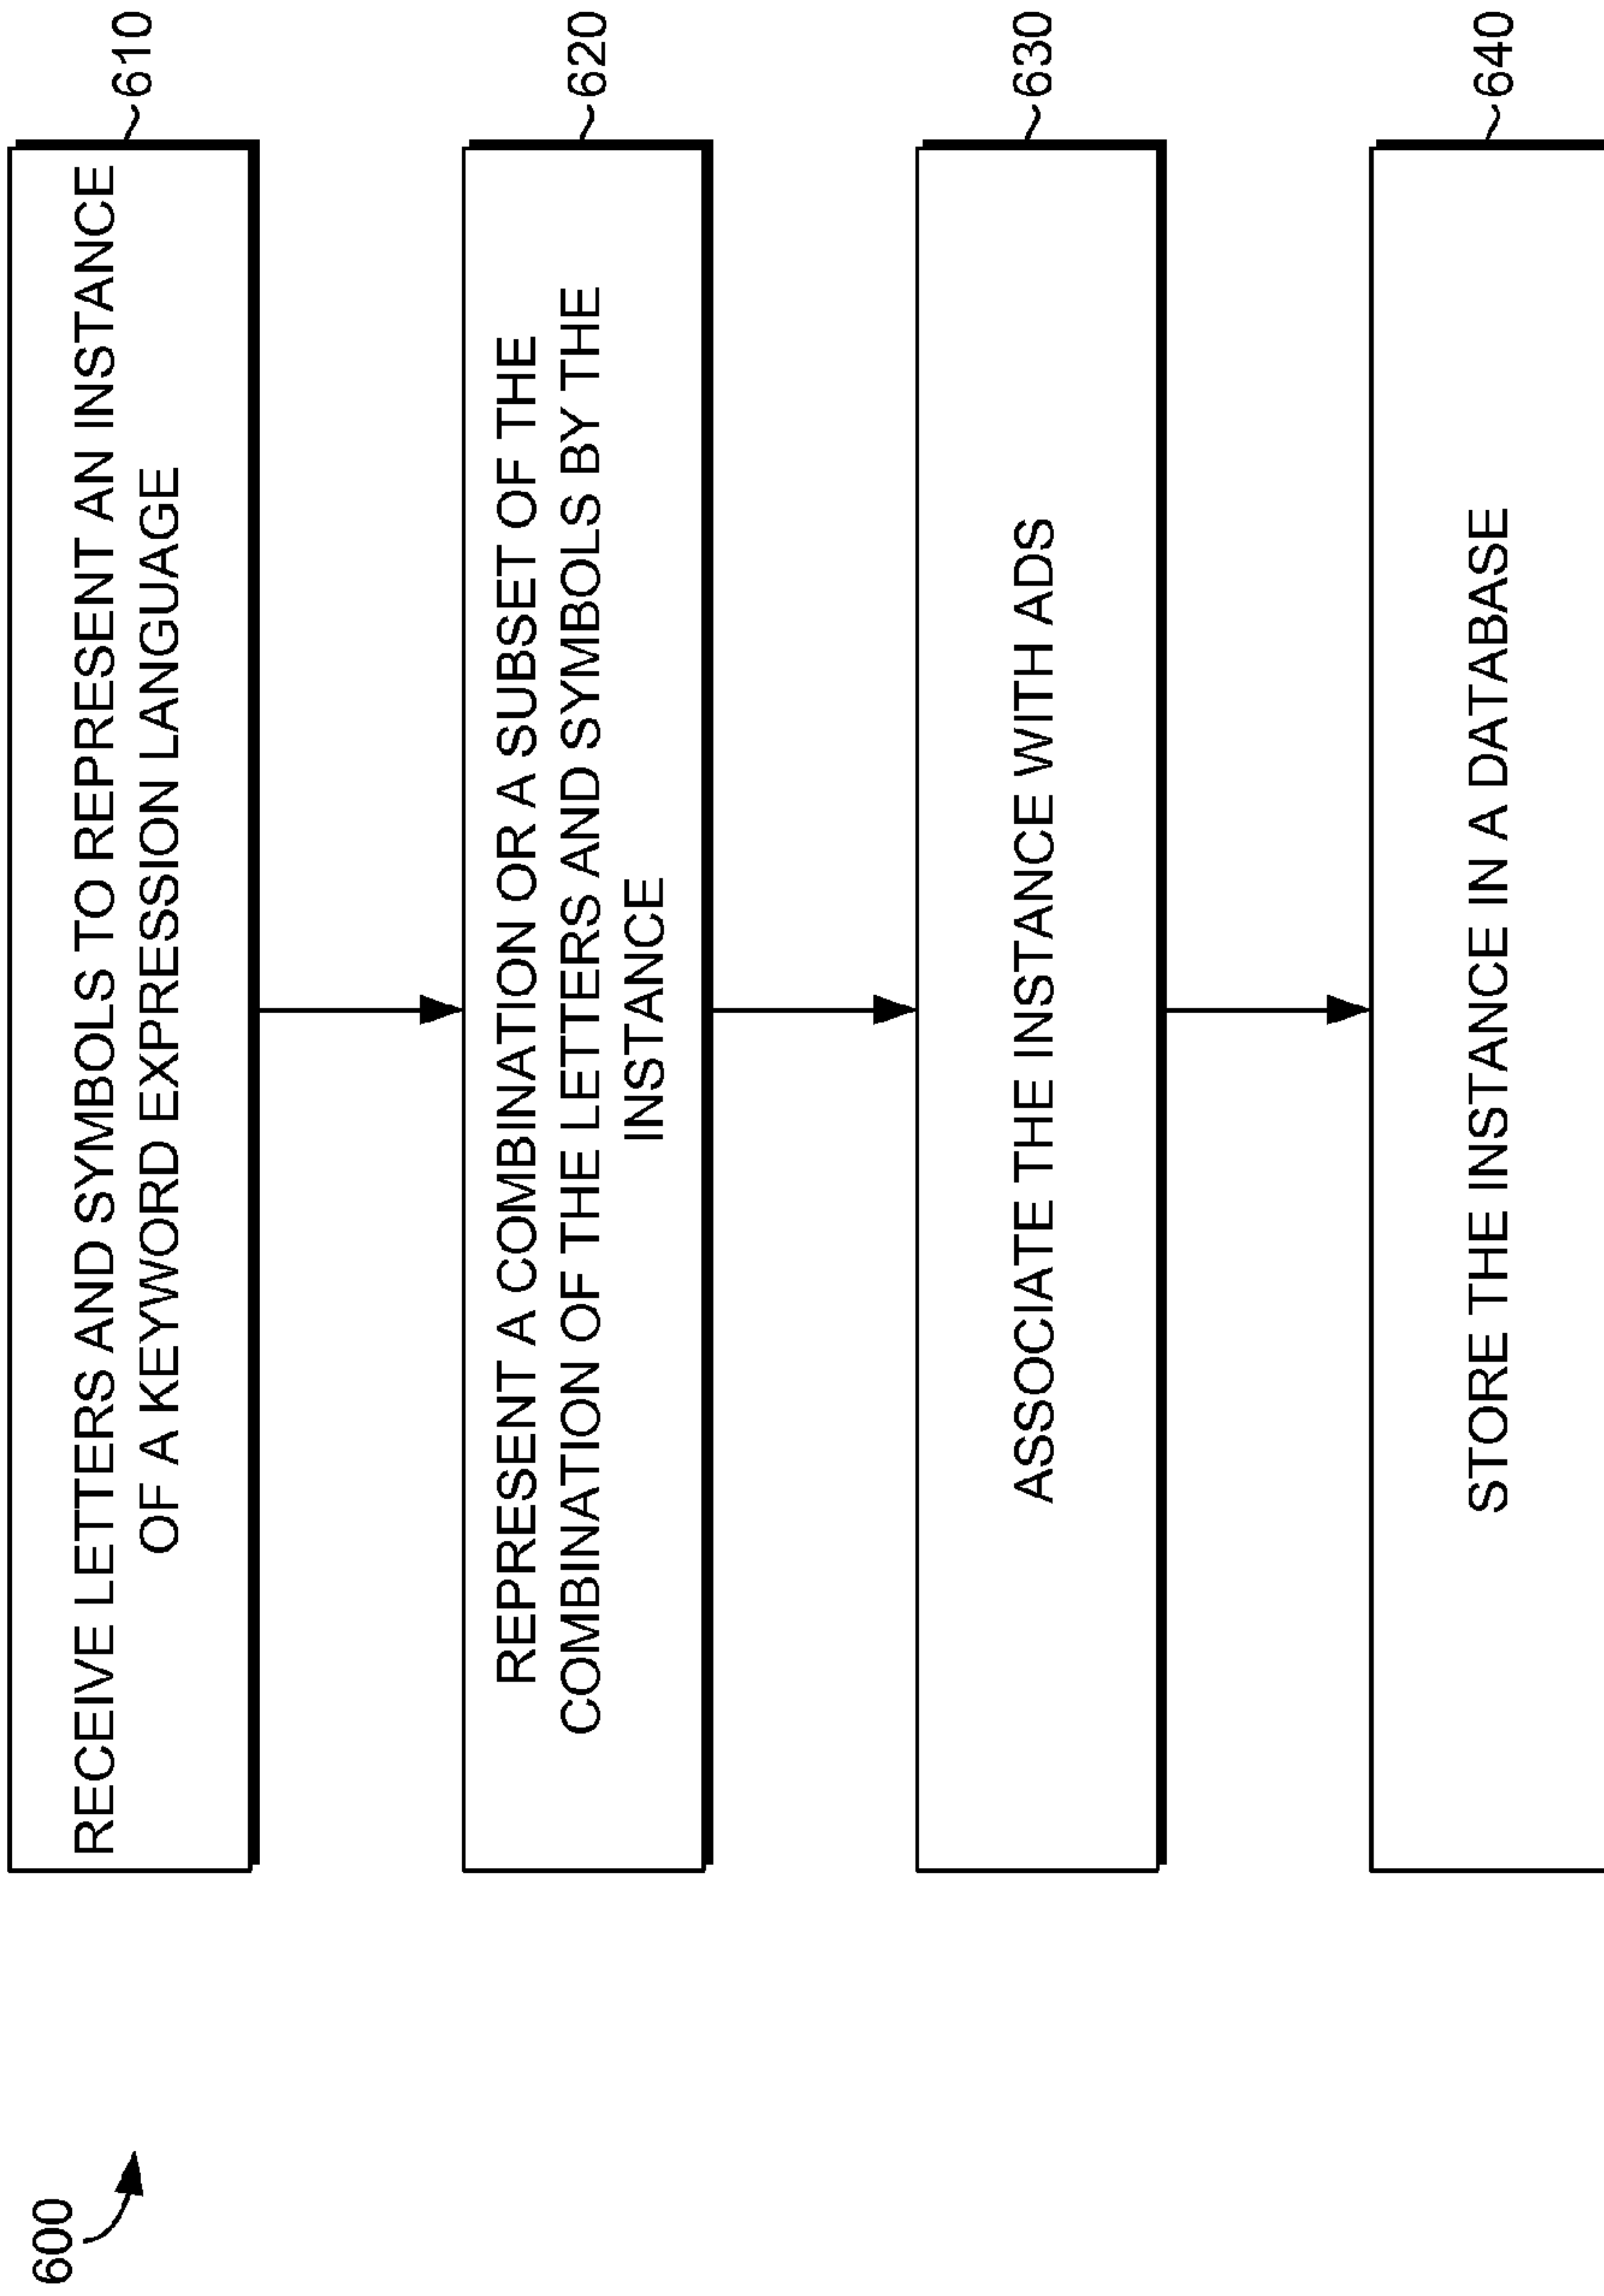 600
RECEIVE LETTERS AND SYMBOLS TO REPRESENT AN INSTANCE
OF A KEYWORD EXPRESSION LANGUAGE
610
REPRESENT A COMBINATION OR A SUBSET OF THE
COMBINATION OF THE LETTERS AND SYMBOLS BY THE
INSTANCE
620
ASSOCIATE THE INSTANCE WITH ADS
630
STORE THE INSTANCE IN A DATABASE
640